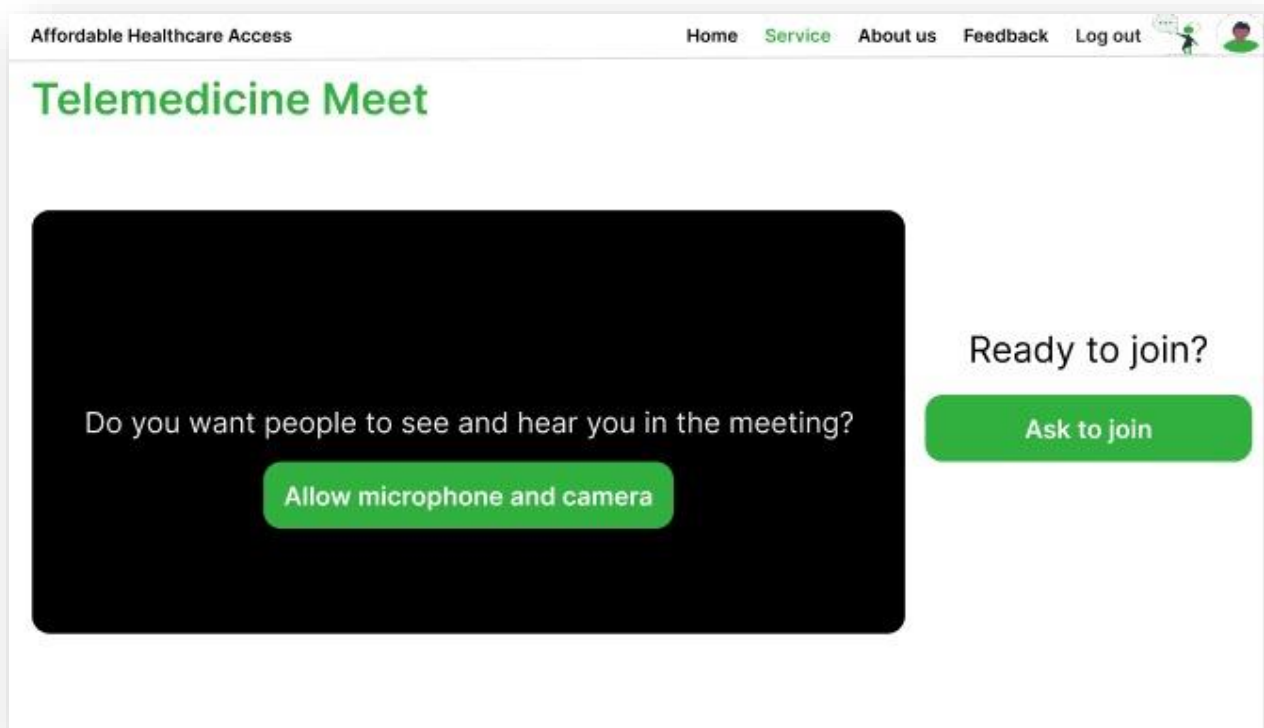 Affordable Healthcare Access
Home Service About us Feedback Log out
Telemedicine Meet
Do you want people to see and hear you in the meeting?
Allow microphone and camera
Ready to join?
Ask to join